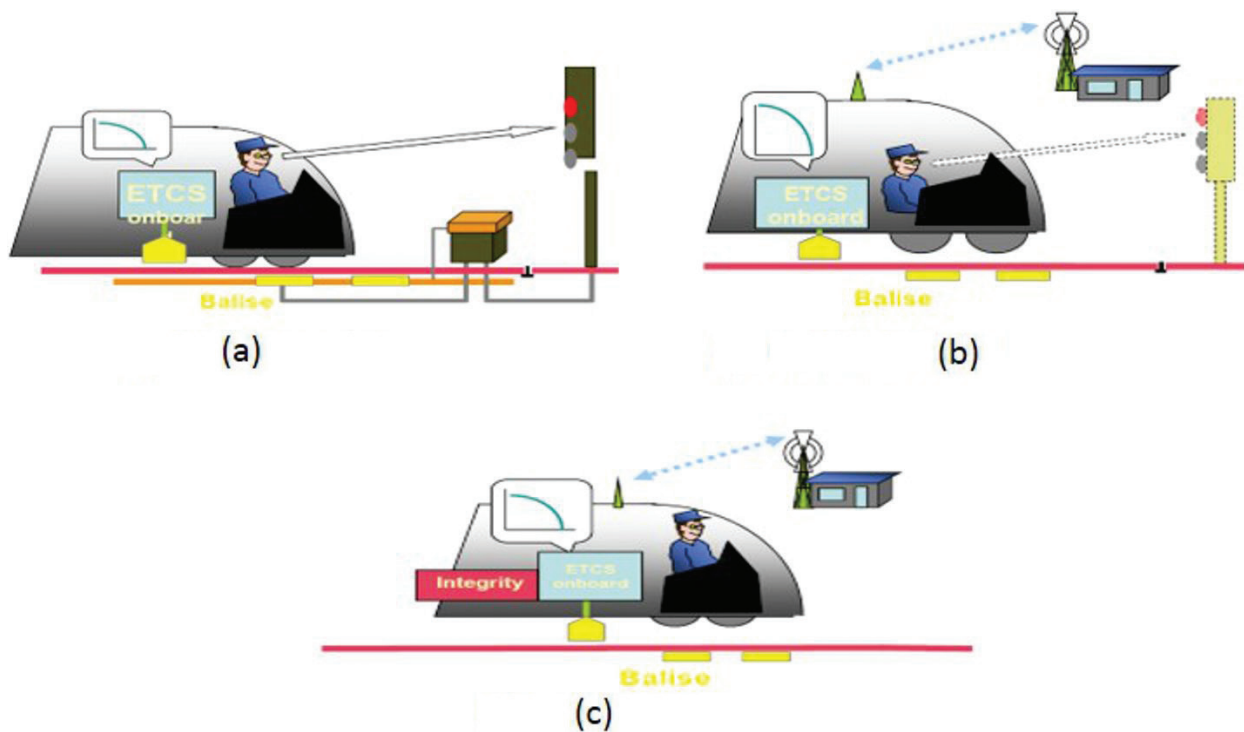 ETCS
onboar
Balise
(a)
ETCS
onboard
Balise
(b)
Integrity
ETCS
onboard
Balise
(c)